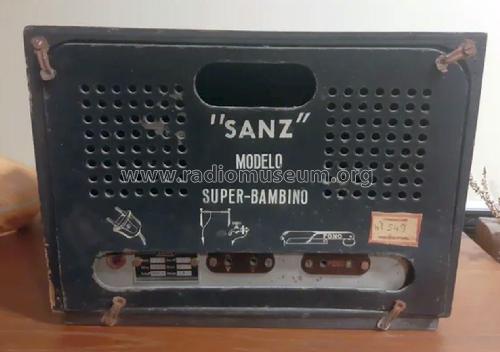 "SANZ"
MODELO
www.radiomuseum.org
SUPER-BAMBINO
FONO